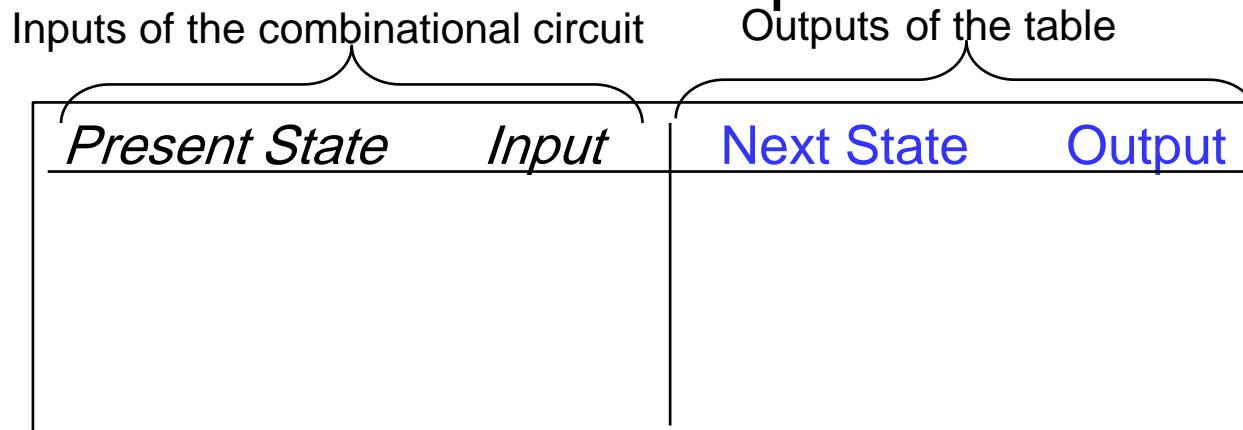 Inputs of the combinational circuit Outputs of the table
Present State Input Next State Output